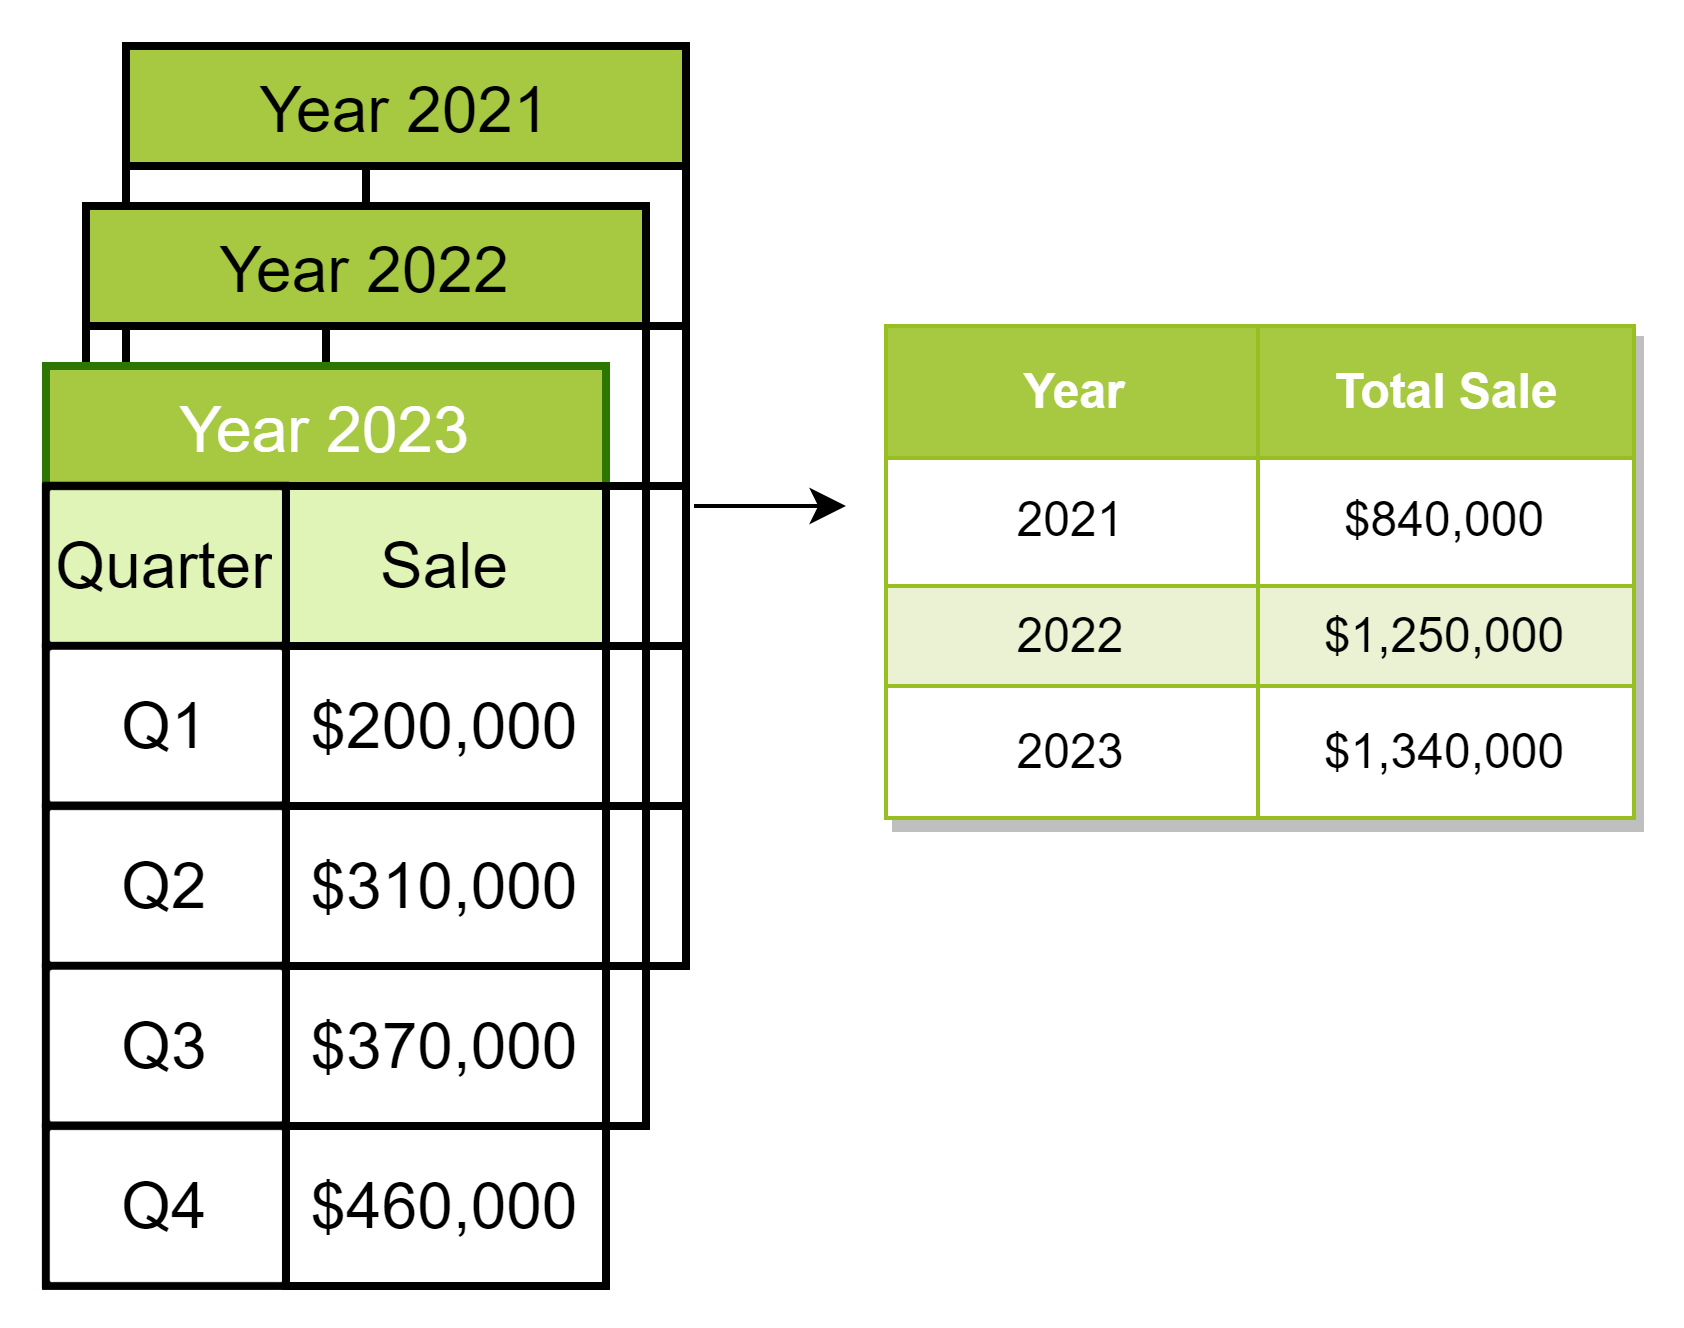 Year 2021
Year 2022
Year 2023
Quarter Sale
Q1 $200,000
Q2 $310,000
Q3 $370,000
Q4 $460,000
Year Total Sale
2021 $840,000
2022 $1,250,000
2023 $1,340,000